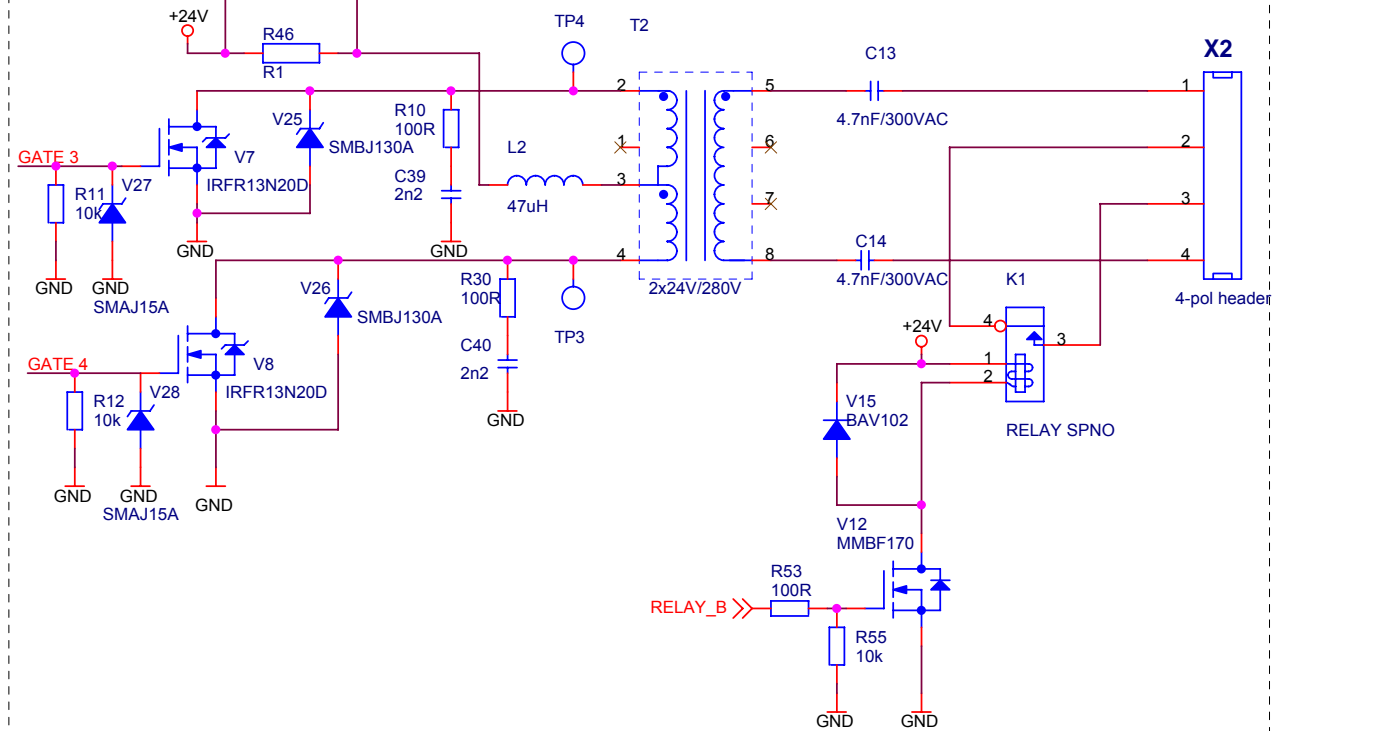 +24V
R46
R1
TP4
T2
C13
4.7nF/300VAC
X2
2
5
1
V25
SMBJ130A
R10
100R
L2
1
6
2
GATE 3
V7
IRFR13N20D
V27
R11
10k
C39
2n2
47uH
3
7
3
GND
GND
4
8
C14
4.7nF/300VAC
4
GND
GND
SMAJ15A
V26
SMBJ130A
R30
100R
2x24V/280V
K1
4-pol header
TP3
+24V
4
3
1
2
GATE 4
V8
IRFR13N20D
C40
2n2
R12
10k
V28
GND
V15
BAV102
RELAY SPNO
GND
GND
SMAJ15A
GND
V12
MMBF170
R53
100R
RELAY_B
R55
10k
GND
GND